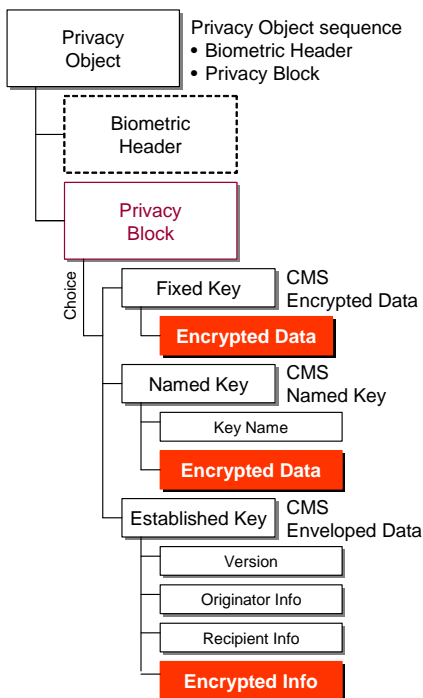 Privacy
Object
Privacy Object sequence
• Biometric Header
• Privacy Block
Biometric
Header
Privacy
Block
Choice
Fixed Key
CMS
Encrypted Data
Encrypted Data
Named Key
CMS
Named Key
Key Name
Encrypted Data
Established Key
CMS
Enveloped Data
Version
Originator Info
Recipient Info
Encrypted Info